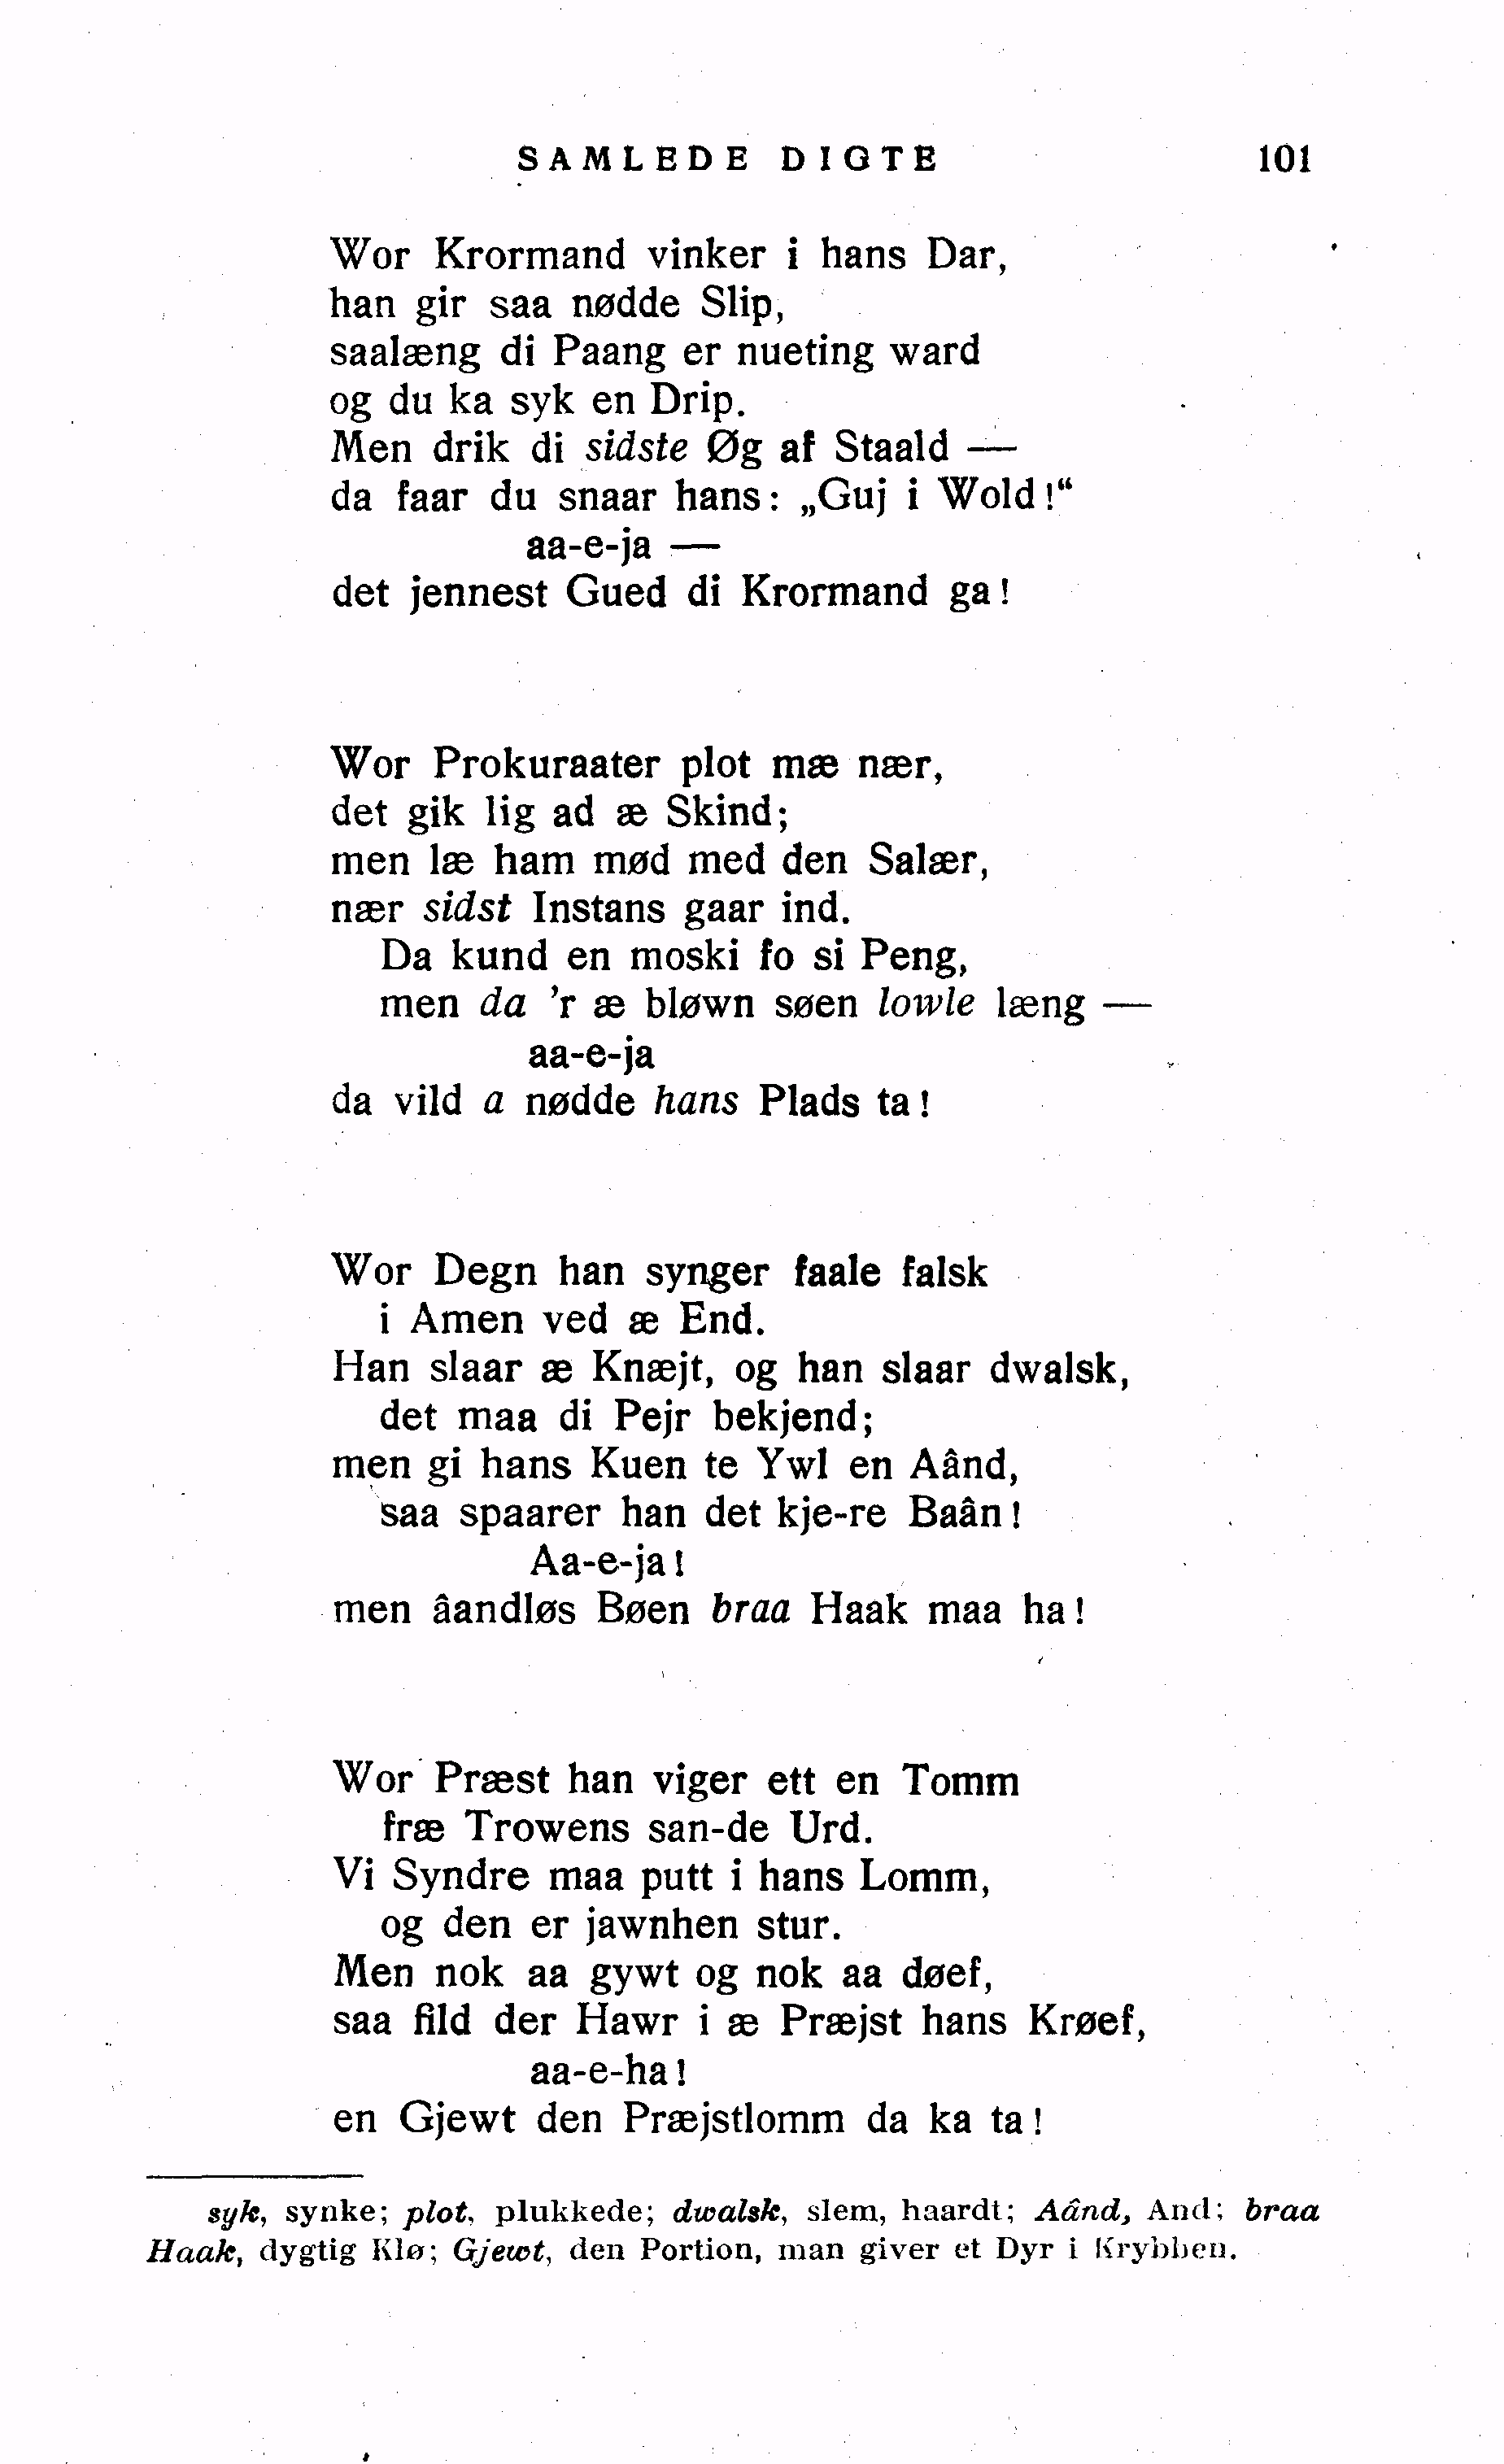 SAMLEDE DIGTE 101
Wor Krormand vinker i hans Dar,
han gir saa nødde Slip,
saalæng di Paang er nueting ward
og du ka syk en Drip.
Men drik di sidste Øg af Staald —
da faar du snaar hans: „Guj i Wold!“
aa-e-ja —
det jennest Gued di Krormand ga!
Wor Prokuraater plot mæ nær,
det gik lig ad æ Skind;
men læ ham mød med den Salær,
nær sidst Instans gaar ind.
Da kund en moski fo si Peng,
men da 'r æ bløwn søen lowle læng —
aa-e-ja
da vild a nødde hans Plads ta!
Wor Degn han synger faale falsk
i Amen ved æ End.
Han slaar æ Knæjt, og han slaar dwalsk,
det maa di Pejr bekjend;
men gi hans Kuen te Ywl en Aând,
saa spaarer han det kje-re Baân!
Aa-e-ja!
men âandløs Bøen braa Haak maa ha!
Wor Præst han viger ett en Tomm
fræ Trowens san-de Urd.
Vi Syndre maa putt i hans Lomm,
og den er jawnhen stur.
Men nok aa gywt og nok aa døef,
saa fild der Hawr i æ Præjst hans Krøef,
aa-e-ha!
en Gjewt den Præjstlomm da ka ta!
syk, synke; plot, plukkede; dwalsk, slem, haardt; Aând, And; braa
Haak, dygtig Klø; Gjewt, den Portion, man giver et Dyr i Krybben.